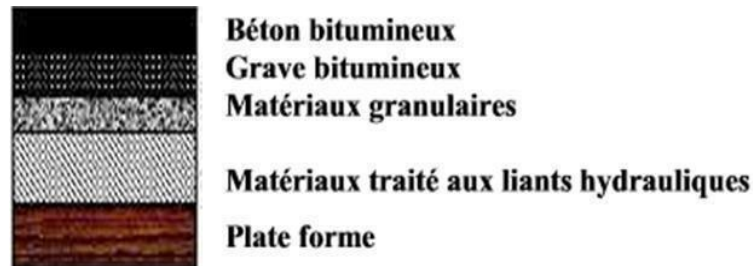 Béton bitumineux
Grave bitumineux
Matériaux granulaires
Matériaux traité aux liants hydrauliques
Plate forme